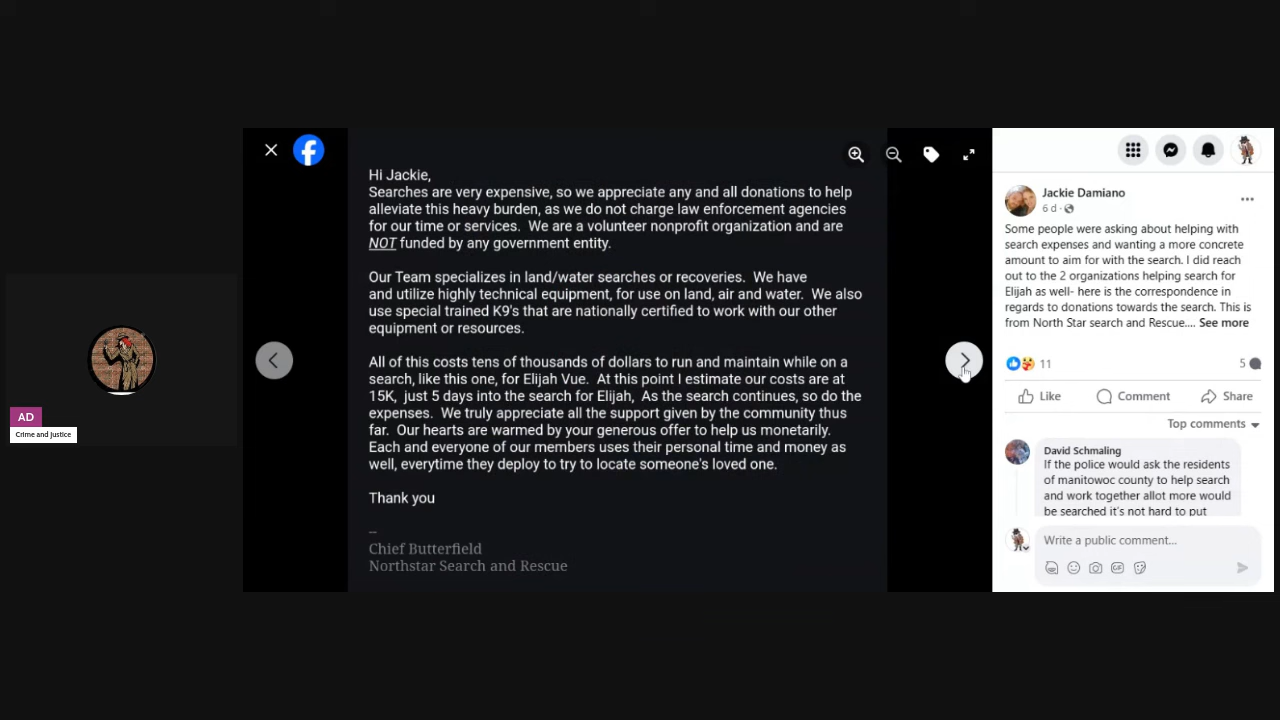 AD
Crime and Justice
Hi Jackie,
Searches are very expensive, so we appreciate any and all donations to help
alleviate this heavy burden, as we do not charge law enforcement agencies
for our time or services. We are a volunteer nonprofit organization and are
NOT funded by any government entity.
Our Team specializes in land/water searches or recoveries. We have
and utilize highly technical equipment, for use on land, air and water. We also
use special trained K9's that are nationally certified to work with our other
equipment or resources.
All of this costs tens of thousands of dollars to run and maintain while on a
search, like this one, for Elijah Vue. At this point I estimate our costs are at
15K, just 5 days into the search for Elijah, As the search continues, so do the
expenses. We truly appreciate all the support given by the community thus
far. Our hearts are warmed by your generous offer to help us monetarily.
Each and everyone of our members uses their personal time and money as
well, everytime they deploy to try to locate someone's loved one.
Thank you
--
Chief Butterfield
Northstar Search and Rescue
Jackie Damiano
6 d ·
Some people were asking about helping with
search expenses and wanting a more concrete
amount to aim for with the search. I did reach
out to the 2 organizations helping search for
Elijah as well- here is the correspondence in
regards to donations towards the search. This is
from North Star search and Rescue.... See more
11
5
Like Comment Share
Top comments
David Schmaling
If the police would ask the residents
of manitowoc county to help search
and work together allot more would
be searched it's not hard to put
Write a public comment...
GIF